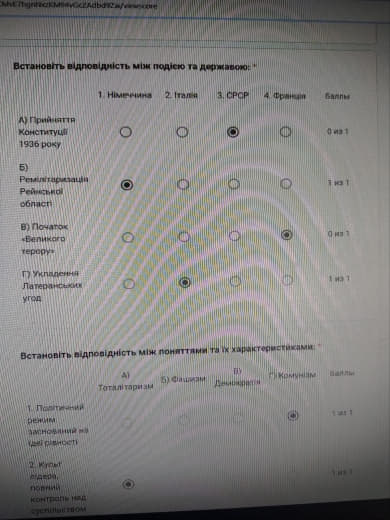 Встановіть відповідність між подією та державою: *
1. Німеччина 2. Італія 3. СРСР 4. Франція Баллы
А) Прийняття
Конституції
1936 року
0 из 1
Б)
Ремілітаризація
Рейнської
області
1 из 1
В) Початок
«Великого
терору»
0 из 1
Г) Укладення
Латеранських
угод
1 из 1
Встановіть відповідність між поняттями та їх характеристиками: *
А)
Тоталітаризм
Б) Фашизм
В)
Демократія
Г) Комунізм
Баллы
1. Політичний
режим
заснований на
ідеї рівності
1 из 1
2. Культ
лідера,
повний
контроль над
суспільством
1 из 1